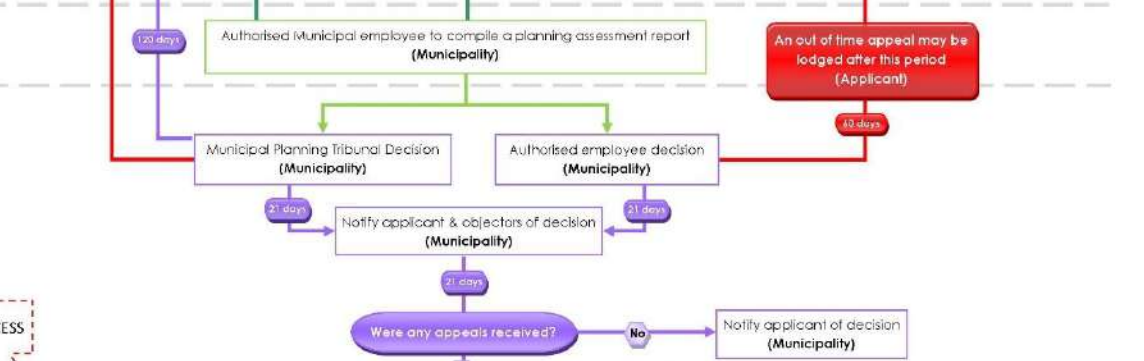 120 days
Authorised Municipal employee to compile a planning assessment report
(Municipality)
An out of time appeal may be
lodged after this period
(Applicant)
60 days
Municipal Planning Tribunal Decision
(Municipality)
Authorised employee decision
(Municipality)
21 days
21 days
Notify applicant & objectors of decision
(Municipality)
21 days
ESS
Were any appeals received?
No
Notify applicant of decision
(Municipality)